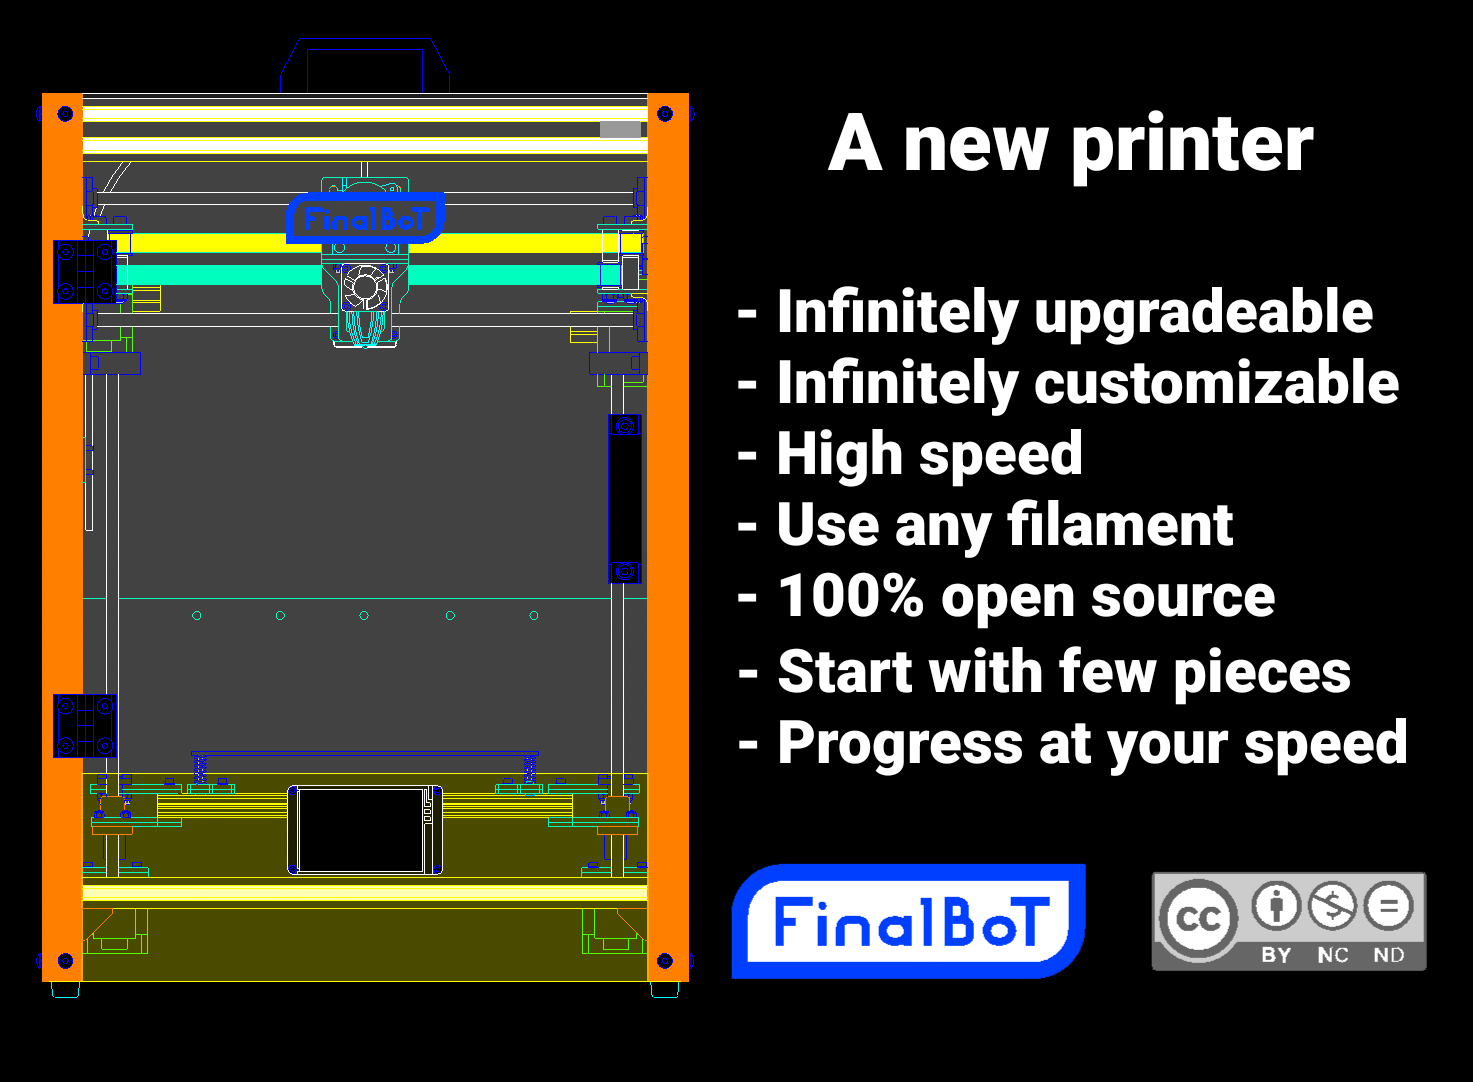 FinalBoT
A new printer
- Infinitely upgradeable
- Infinitely customizable
- High speed
- Use any filament
- 100% open source
- Start with few pieces
- Progress at your speed
FinalBoT
cc
BY NC ND